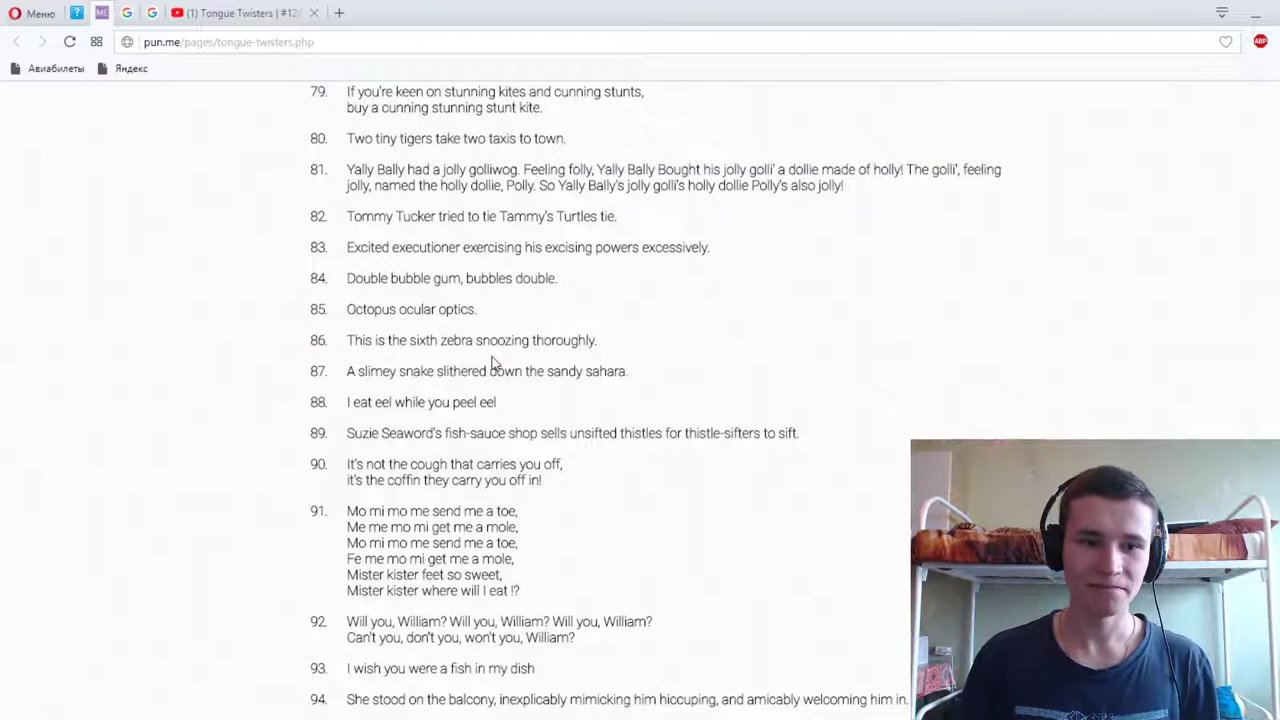 Меню
ME
(1) Tongue Twisters | #12
pun.me/pages/tongue-twisters.php
ABP
Авиабилеты
Яндекс
79. If you're keen on stunning kites and cunning stunts,
buy a cunning stunning stunt kite.
80. Two tiny tigers take two taxis to town.
81. Yally Bally had a jolly golliwog. Feeling folly, Yally Bally Bought his jolly golli' a dollie made of holly! The golli', feeling
jolly, named the holly dollie, Polly. So Yally Bally's jolly golli's holly dollie Polly's also jolly!
82. Tommy Tucker tried to tie Tammy's Turtles tie.
83. Excited executioner exercising his excising powers excessively.
84. Double bubble gum, bubbles double.
85. Octopus ocular optics.
86. This is the sixth zebra snoozing thoroughly.
87. A slimey snake slithered down the sandy sahara.
88. I eat eel while you peel eel
89. Suzie Seaword's fish-sauce shop sells unsifted thistles for thistle-sifters to sift.
90. It's not the cough that carries you off,
it's the coffin they carry you off in!
91. Mo mi mo me send me a toe,
Me me mo mi get me a mole,
Mo mi mo me send me a toe,
Fe me mo mi get me a mole,
Mister kister feet so sweet,
Mister kister where will I eat !?
92. Will you, William? Will you, William? Will you, William?
Can't you, don't you, won't you, William?
93. I wish you were a fish in my dish
94. She stood on the balcony, inexplicably mimicking him hiccuping, and amicably welcoming him in.